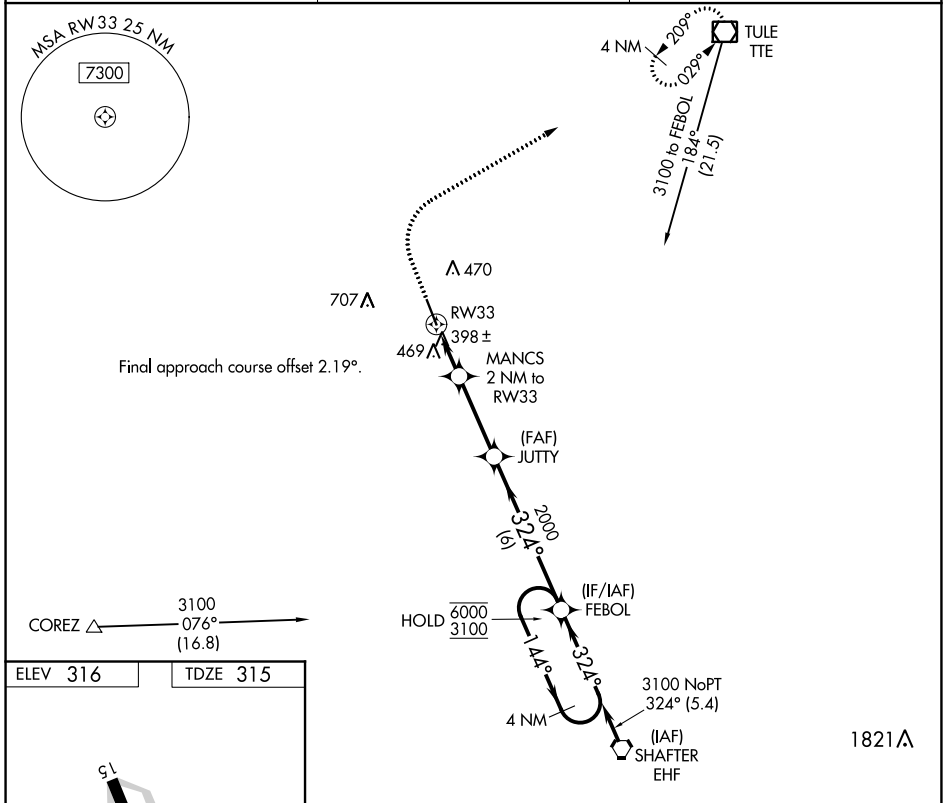 MSA RW33 25 NM
7300
4 NM
209°
029°
TULE
TTE
3100 to FEBOL
184°
(21.5)
470
707
RW33
398 ±
469
MANCS
2 NM to
RW33
Final approach course offset 2.19°.
(FAF)
JUTTY
2000
324°
(6)
(IF/IAF)
FEBOL
HOLD 6000
3100
144°
324°
4 NM
3100 NoPT
324° (5.4)
(IAF)
SHAFTER
EHF
1821
COREZ
3100
076°
(16.8)
ELEV 316
TDZE 315
15